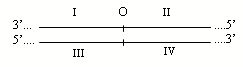 I O II
3'... ....5'
5'.... ....3'
III IV